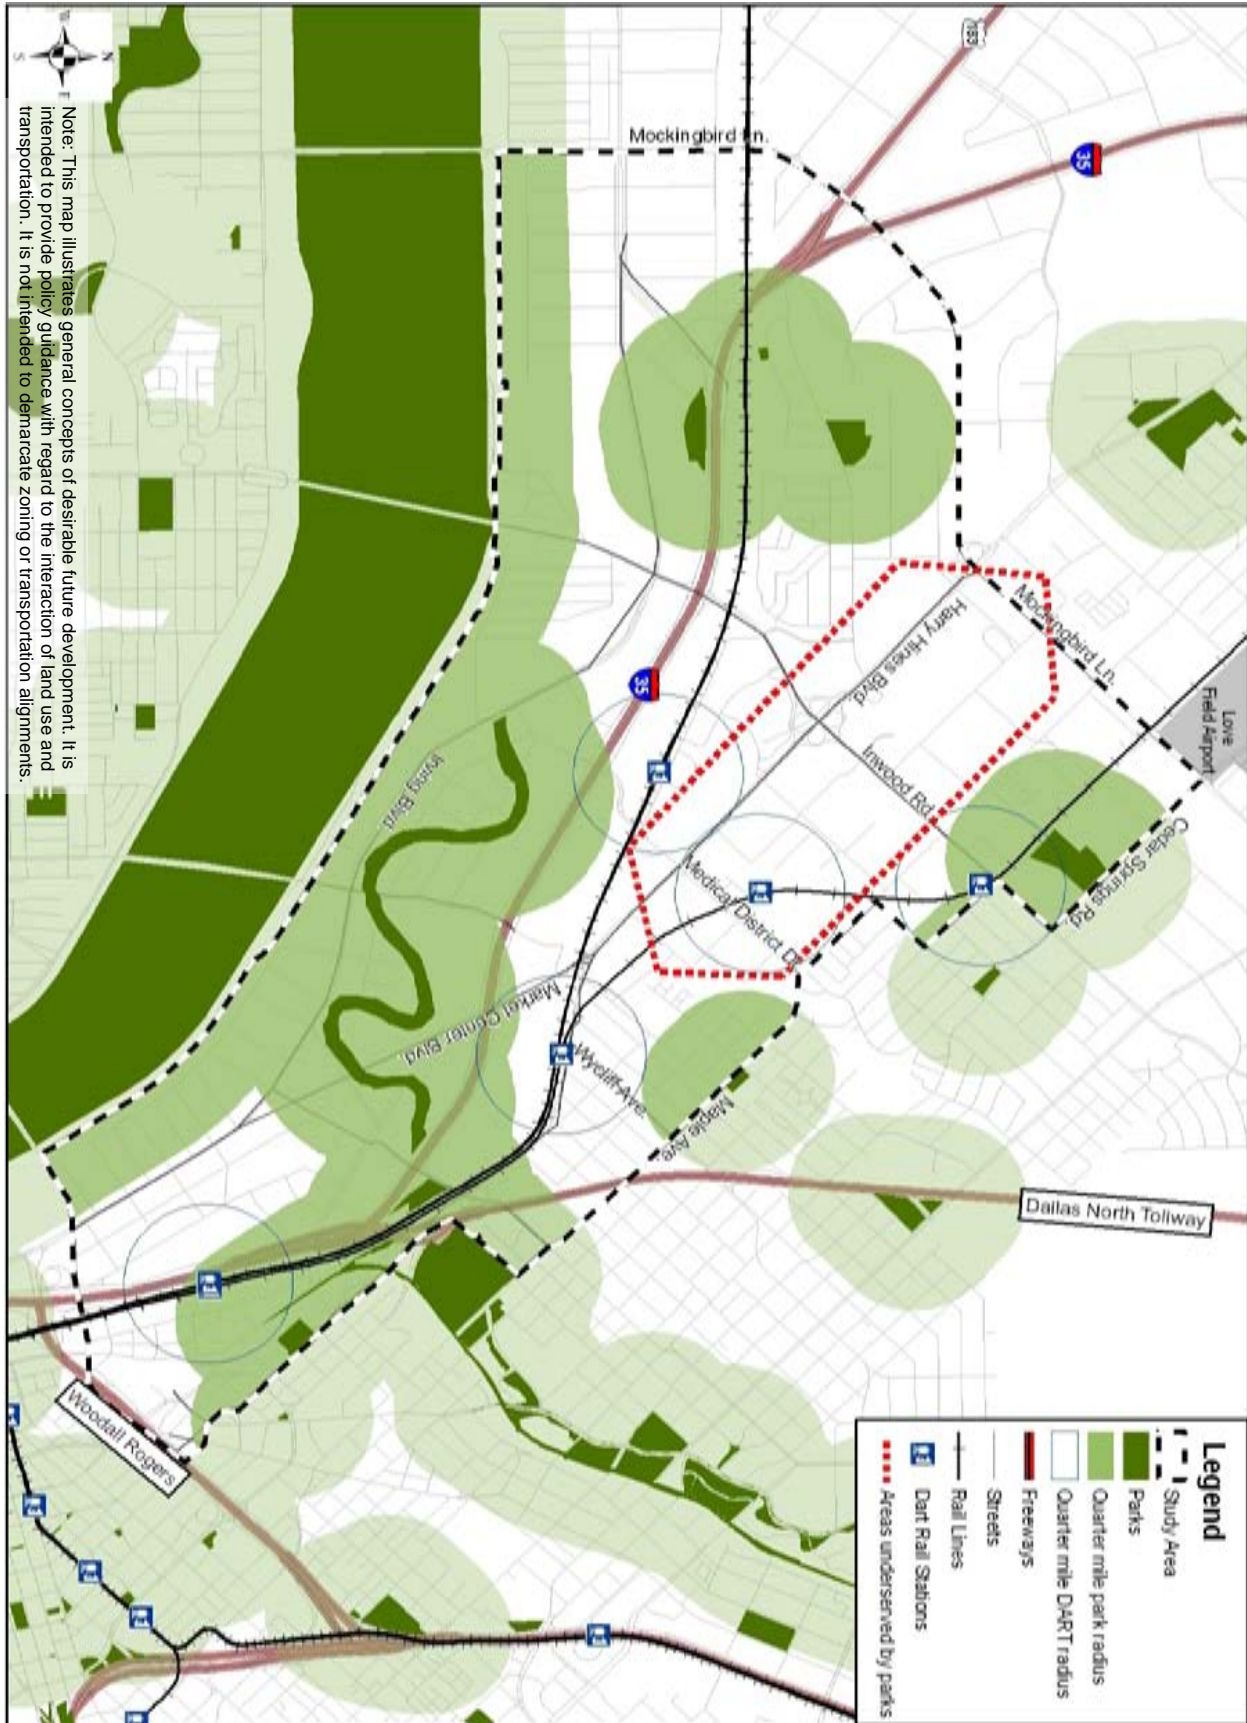 Legend
Study Area
Parks
Quarter mile park radius
Quarter mile DART radius
Freeways
Streets
Rail Lines
Dart Rail Stations
Areas underserved by parks
183
35
Mockingbird Ln.
Love
Field Airport
Mockingbird Ln.
Harry Hines Blvd.
Inwood Rd.
Cedar Springs Rd.
35
Medical District Dr.
Irving Blvd.
Market Center Blvd.
Wycliff Ave.
Maple Ave.
Dallas North Tollway
Woodall Rogers
N
S
Note: This map illustrates general concepts of desirable future development. It is
intended to provide policy guidance with regard to the interaction of land use and
transportation. It is not intended to demarcate zoning or transportation alignments.